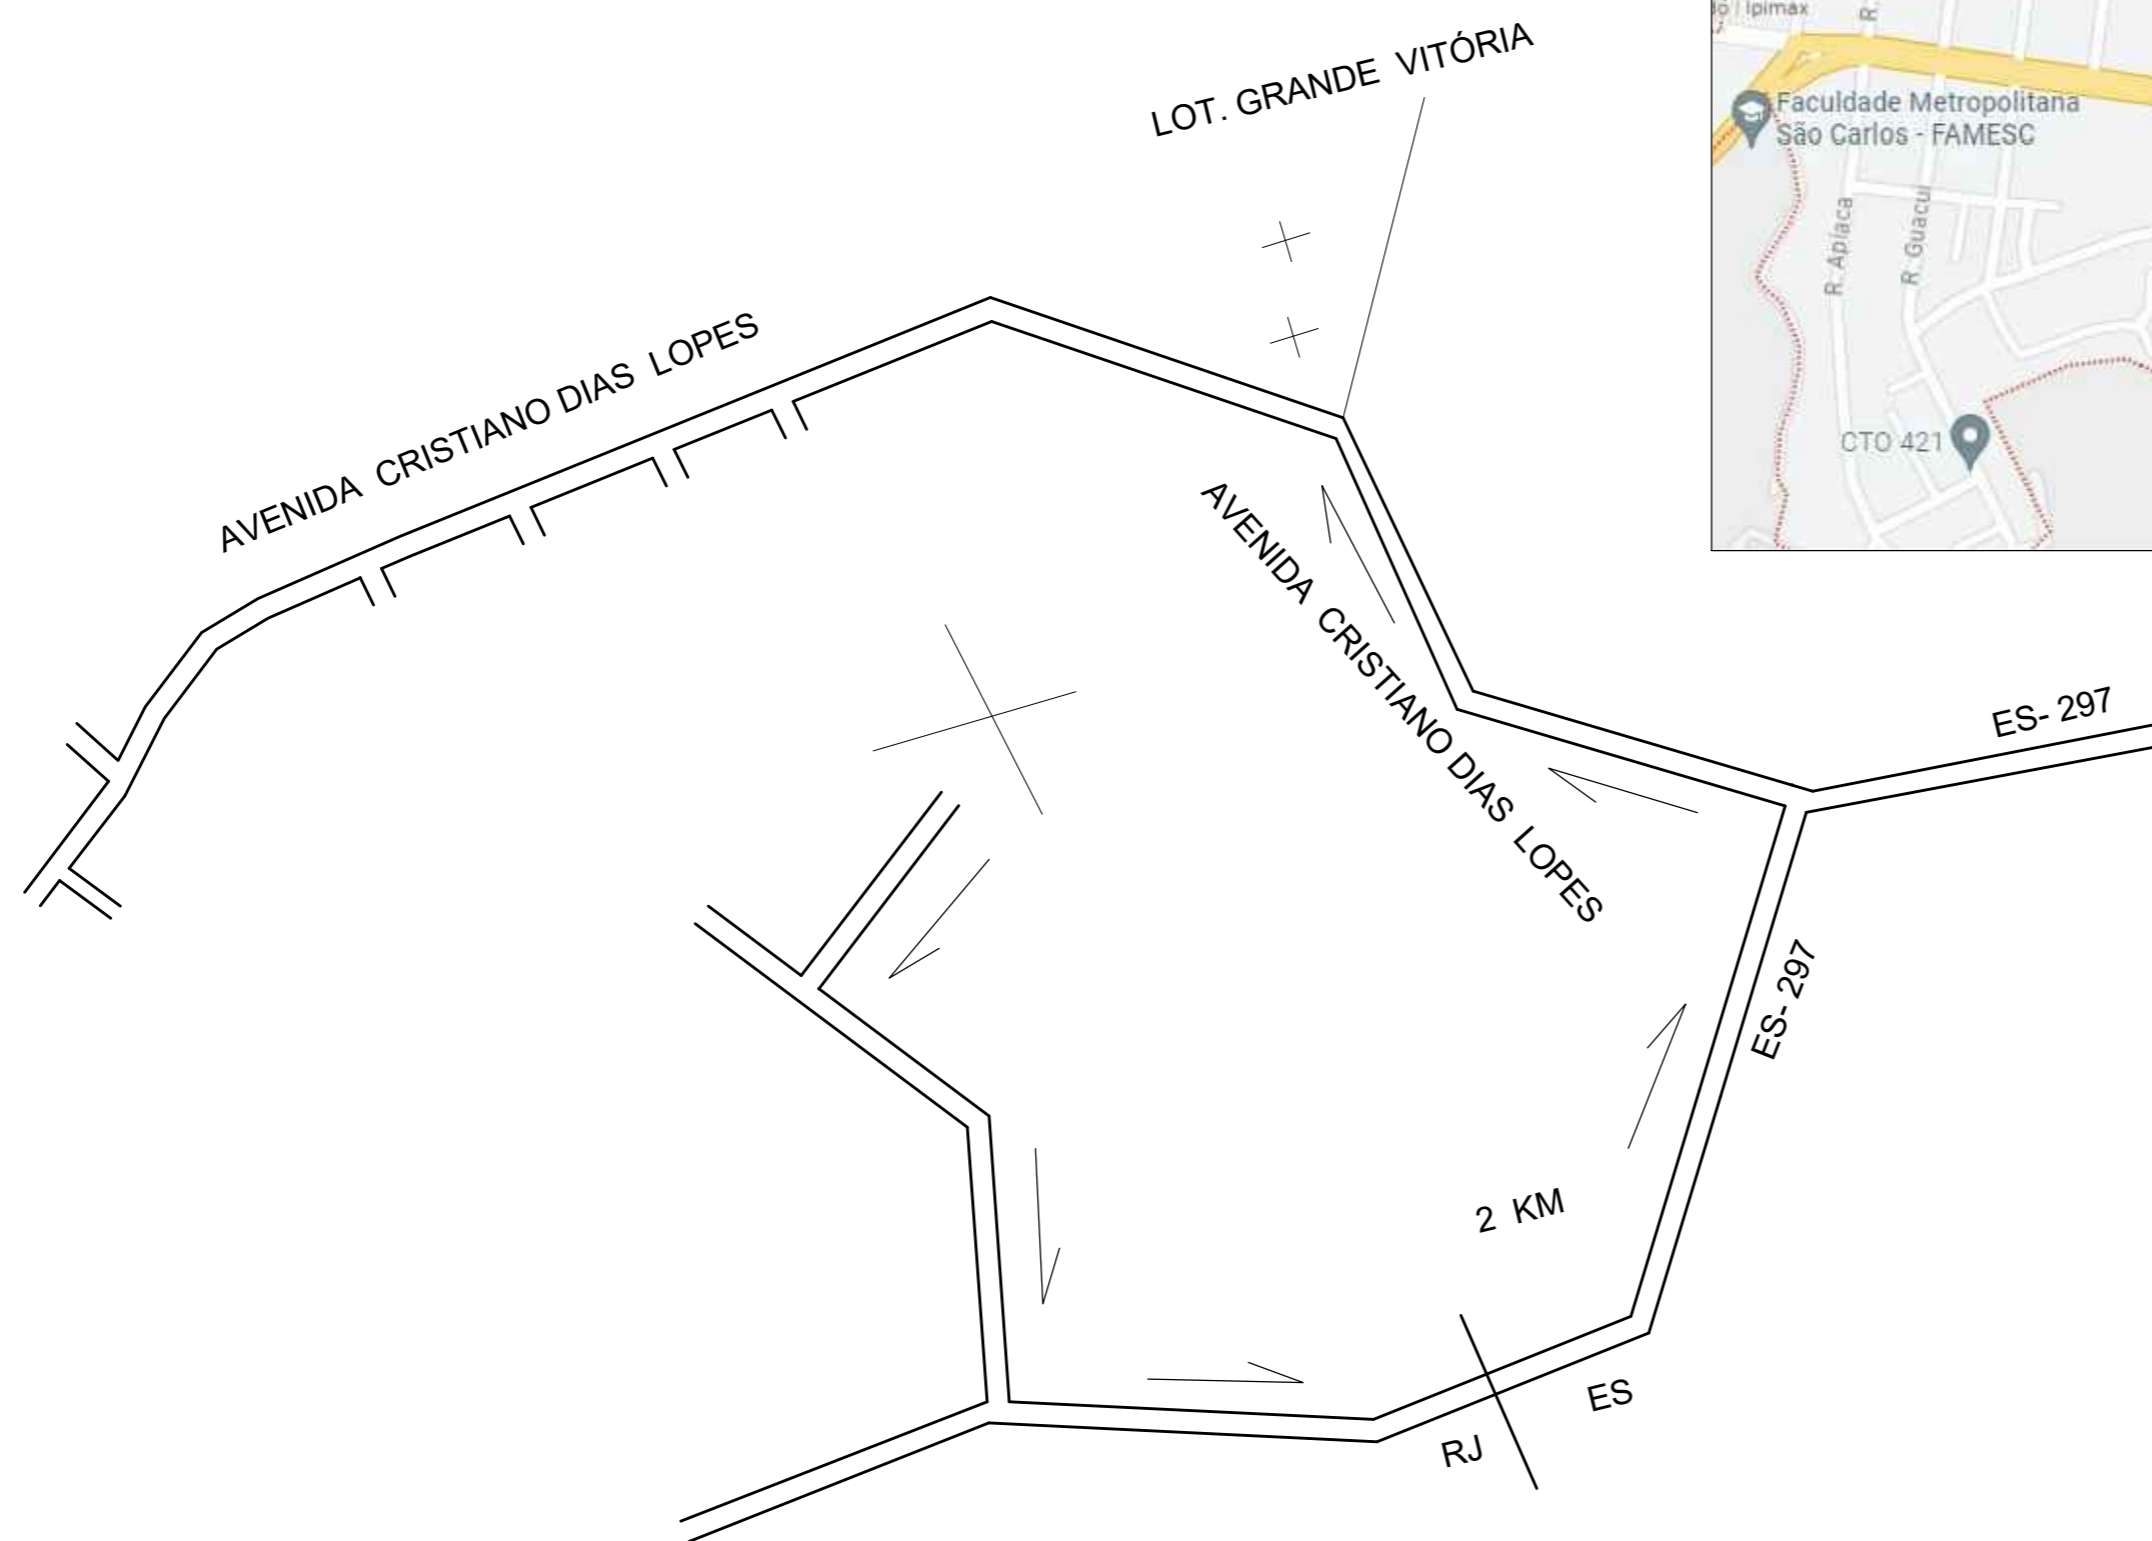 LOT. GRANDE VITÓRIA
Ipimax
R.
Faculdade Metropolitana
São Carlos - FAMESC
R. Apiaca
R. Guacui
CTO 421
AVENIDA CRISTIANO DIAS LOPES
AVENIDA CRISTIANO DIAS LOPES
ES- 297
ES- 297
2 KM
ES
RJ